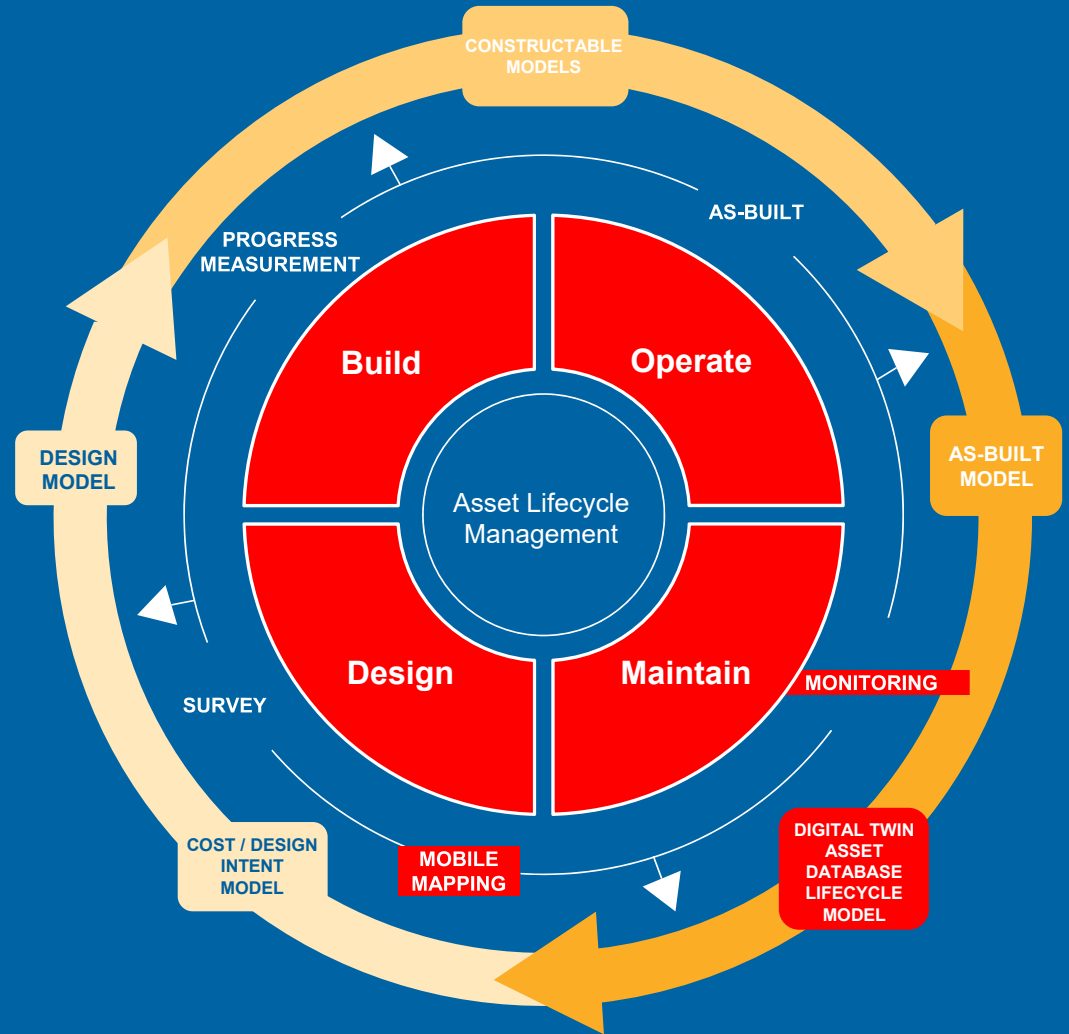 CONSTRUCTABLE
MODELS
AS-BUILT
PROGRESS
MEASUREMENT
Build
Operate
DESIGN
MODEL
AS-BUILT
MODEL
Asset Lifecycle
Management
Design
Maintain
MONITORING
SURVEY
COST / DESIGN
INTENT
MODEL
MOBILE
MAPPING
DIGITAL TWIN
ASSET
DATABASE
LIFECYCLE
MODEL